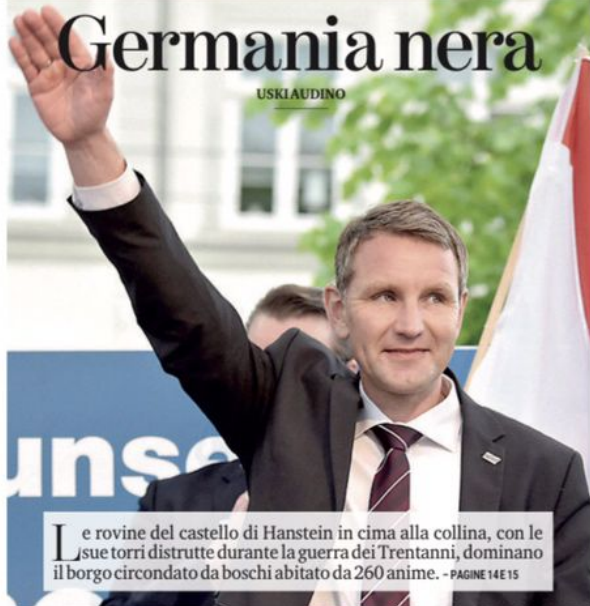 Germania nera
USKI AUDINO
unse
Le rovine del castello di Hanstein in cima alla collina, con le
sue torri distrutte durante la guerra dei Trentanni, dominano
il borgo circondato da boschi abitato da 260 anime. – PAGINE 14 E 15